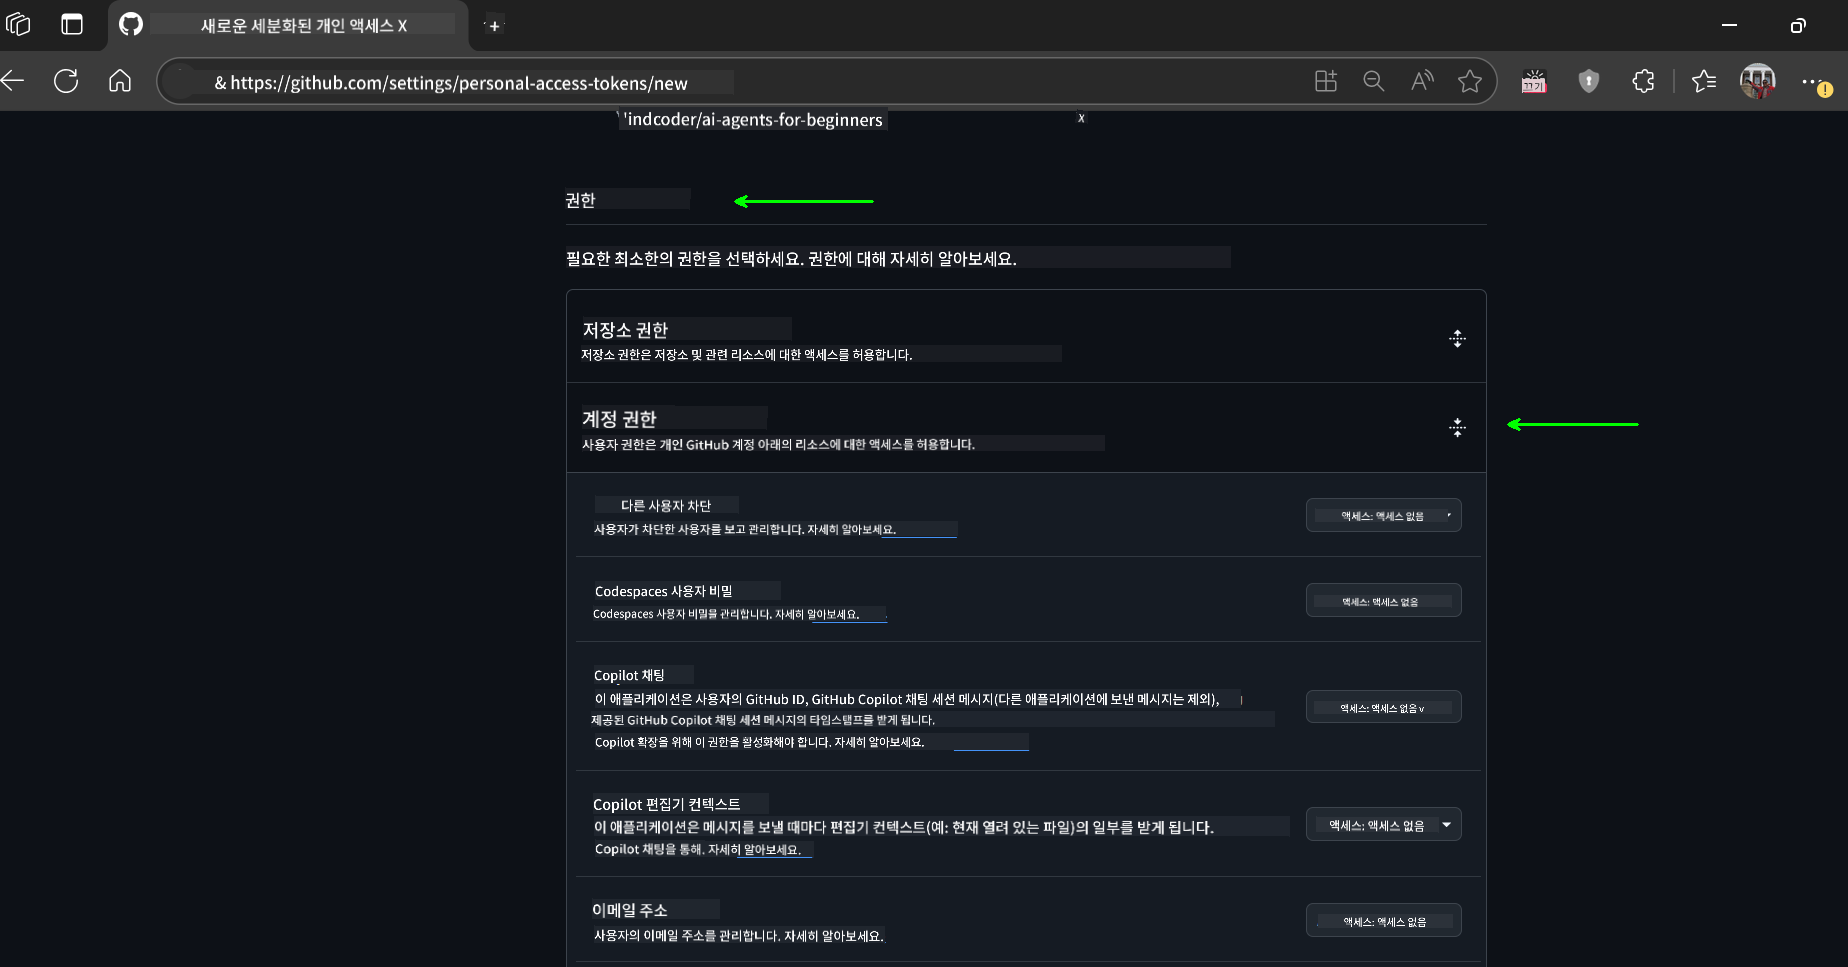 새로운 세분화된 개인 액세스 X
+
& https://github.com/settings/personal-access-tokens/new
끄기
'indcoder/ai-agents-for-beginners
x
권한
필요한 최소한의 권한을 선택하세요. 권한에 대해 자세히 알아보세요.
저장소 권한
저장소 권한은 저장소 및 관련 리소스에 대한 액세스를 허용합니다.
계정 권한
사용자 권한은 개인 GitHub 계정 아래의 리소스에 대한 액세스를 허용합니다.
다른 사용자 차단
액세스: 액세스 없음
사용자가 차단한 사용자를 보고 관리합니다. 자세히 알아보세요.
Codespaces 사용자 비밀
액세스: 액세스 없음
Codespaces 사용자 비밀을 관리합니다. 자세히 알아보세요.
Copilot 채팅
이 애플리케이션은 사용자의 GitHub ID, GitHub Copilot 채팅 세션 메시지(다른 애플리케이션에 보낸 메시지는 제외),
액세스: 액세스 없음 v
제공된 GitHub Copilot 채팅 세션 메시지의 타임스탬프를 받게 됩니다.
Copilot 확장을 위해 이 권한을 활성화해야 합니다. 자세히 알아보세요.
Copilot 편집기 컨텍스트
이 애플리케이션은 메시지를 보낼 때마다 편집기 컨텍스트(예: 현재 열려 있는 파일)의 일부를 받게 됩니다.
액세스: 액세스 없음
Copilot 채팅을 통해. 자세히 알아보세요.
이메일 주소
액세스: 액세스 없음
사용자의 이메일 주소를 관리합니다. 자세히 알아보세요.